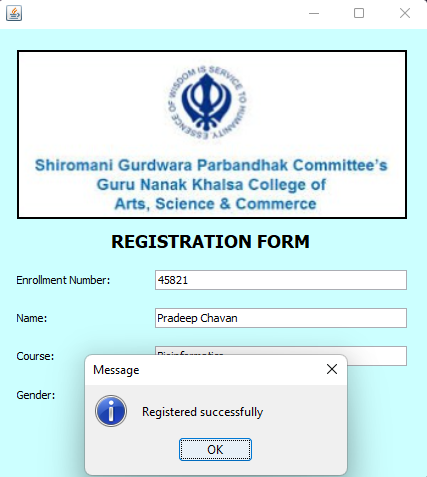 ESSENCE OF WISDOM IS SERVICE TO HUMANITY
Shiromani Gurdwara Parbandhak Committee's
Guru Nanak Khalsa College of
Arts, Science & Commerce
REGISTRATION FORM
Enrollment Number: 45821
Name: Pradeep Chavan
Course: Bioinformatics
Gender:
Message
Registered successfully
OK